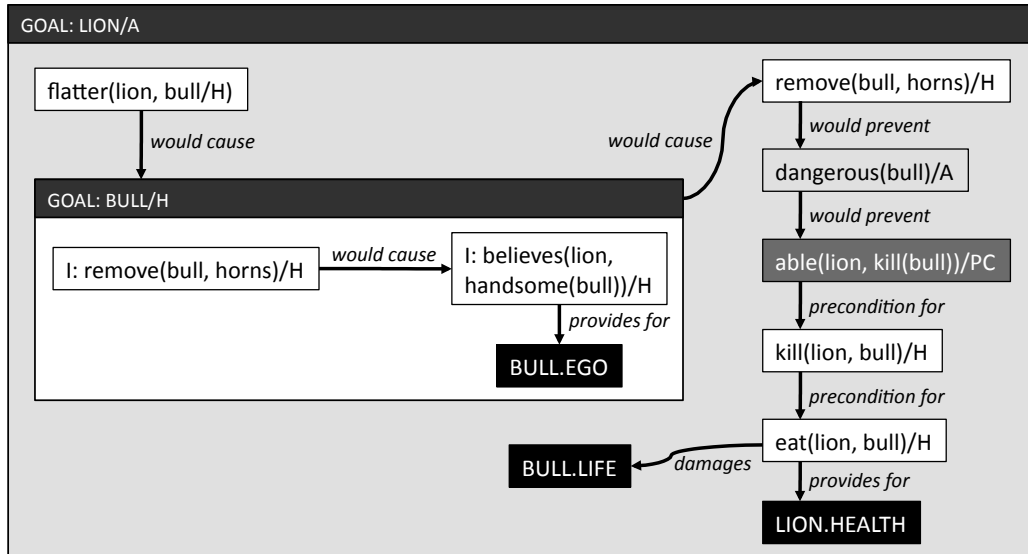 GOAL: LION/A
flatter(lion, bull/H)
would cause
GOAL: BULL/H
I: remove(bull, horns)/H
would cause
I: believes(lion,
handsome(bull))/H
provides for
BULL.EGO
would cause
remove(bull, horns)/H
would prevent
dangerous(bull)/A
would prevent
able(lion, kill(bull))/PC
precondition for
kill(lion, bull)/H
precondition for
eat(lion, bull)/H
damages
BULL.LIFE
provides for
LION.HEALTH